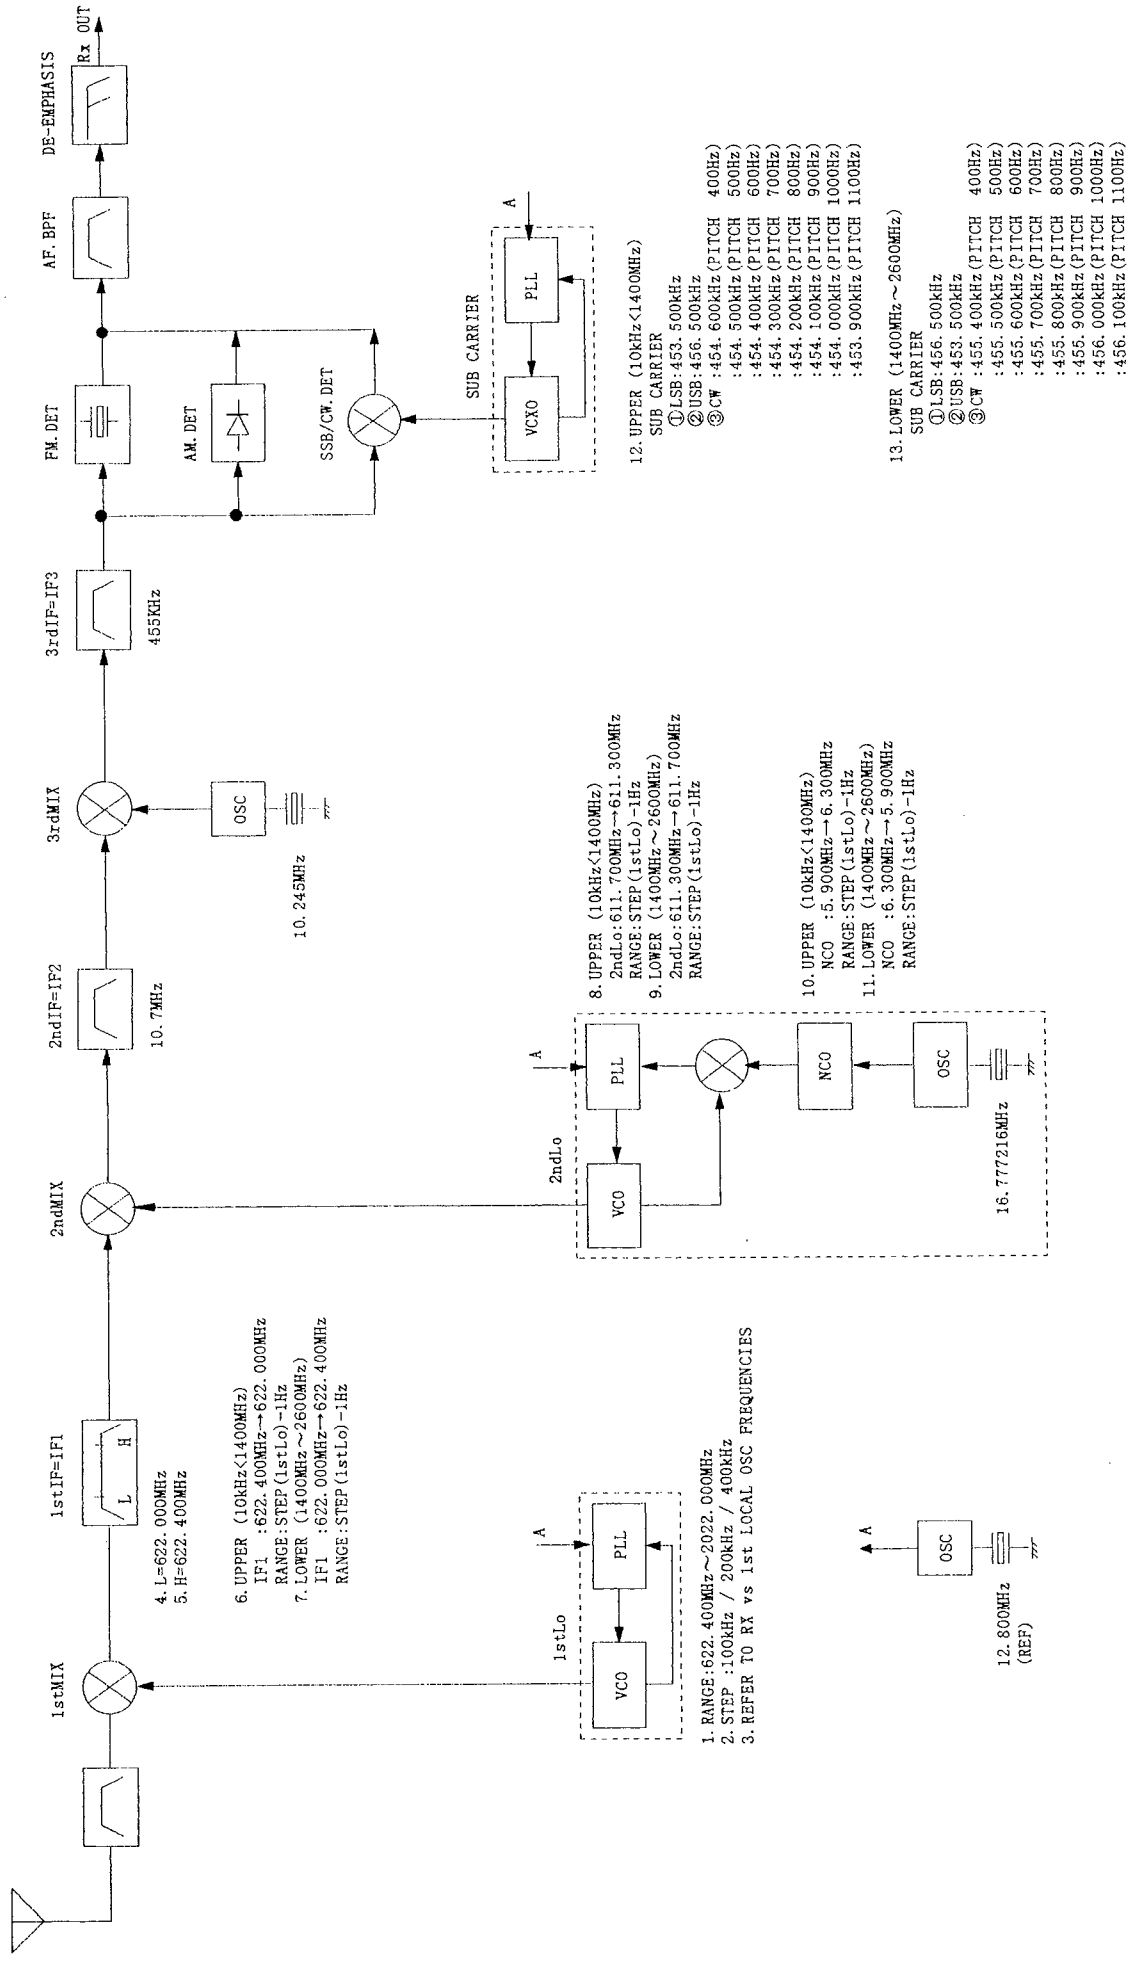 1stMIX
1stIF=IF1
2ndMIX
2ndIF=IF2
3rdMIX
3rdIF=IF3
FM.DET
AF.BPF
DE-EMPHASIS
Rx OUT
L
H
4.L=622.000MHz
5.H=622.400MHz
10.7MHz
455KHz
AM.DET
OSC
10.245MHz
SSB/CW.DET
6.UPPER (10kHz<1400MHz)
IF1 :622.400MHz→622.000MHz
RANGE:STEP(1stLo)-1Hz
7.LOWER (1400MHz～2600MHz)
IF1 :622.000MHz→622.400MHz
RANGE:STEP(1stLo)-1Hz
1stLo
A
VCO
PLL
1.RANGE:622.400MHz～2022.000MHz
2.STEP :100kHz / 200kHz / 400kHz
3.REFER TO RX vs 1st LOCAL OSC FREQUENCIES
A
OSC
12.800MHz
(REF)
2ndLo
A
VCO
PLL
NCO
OSC
16.777216MHz
8.UPPER (10kHz<1400MHz)
2ndLo:611.700MHz→611.300MHz
RANGE:STEP(1stLo)-1Hz
9.LOWER (1400MHz～2600MHz)
2ndLo:611.300MHz→611.700MHz
RANGE:STEP(1stLo)-1Hz
10.UPPER (10kHz<1400MHz)
NCO :5.900MHz→6.300MHz
RANGE:STEP(1stLo)-1Hz
11.LOWER (1400MHz～2600MHz)
NCO :6.300MHz→5.900MHz
RANGE:STEP(1stLo)-1Hz
SUB CARRIER
A
VCXO
PLL
12.UPPER (10kHz<1400MHz)
SUB CARRIER
①LSB:453.500kHz
②USB:456.500kHz
③CW :454.600kHz(PITCH 400Hz)
:454.500kHz(PITCH 500Hz)
:454.400kHz(PITCH 600Hz)
:454.300kHz(PITCH 700Hz)
:454.200kHz(PITCH 800Hz)
:454.100kHz(PITCH 900Hz)
:454.000kHz(PITCH 1000Hz)
:453.900kHz(PITCH 1100Hz)
13.LOWER (1400MHz～2600MHz)
SUB CARRIER
①LSB:456.500kHz
②USB:453.500kHz
③CW :455.400kHz(PITCH 400Hz)
:455.500kHz(PITCH 500Hz)
:455.600kHz(PITCH 600Hz)
:455.700kHz(PITCH 700Hz)
:455.800kHz(PITCH 800Hz)
:455.900kHz(PITCH 900Hz)
:456.000kHz(PITCH 1000Hz)
:456.100kHz(PITCH 1100Hz)